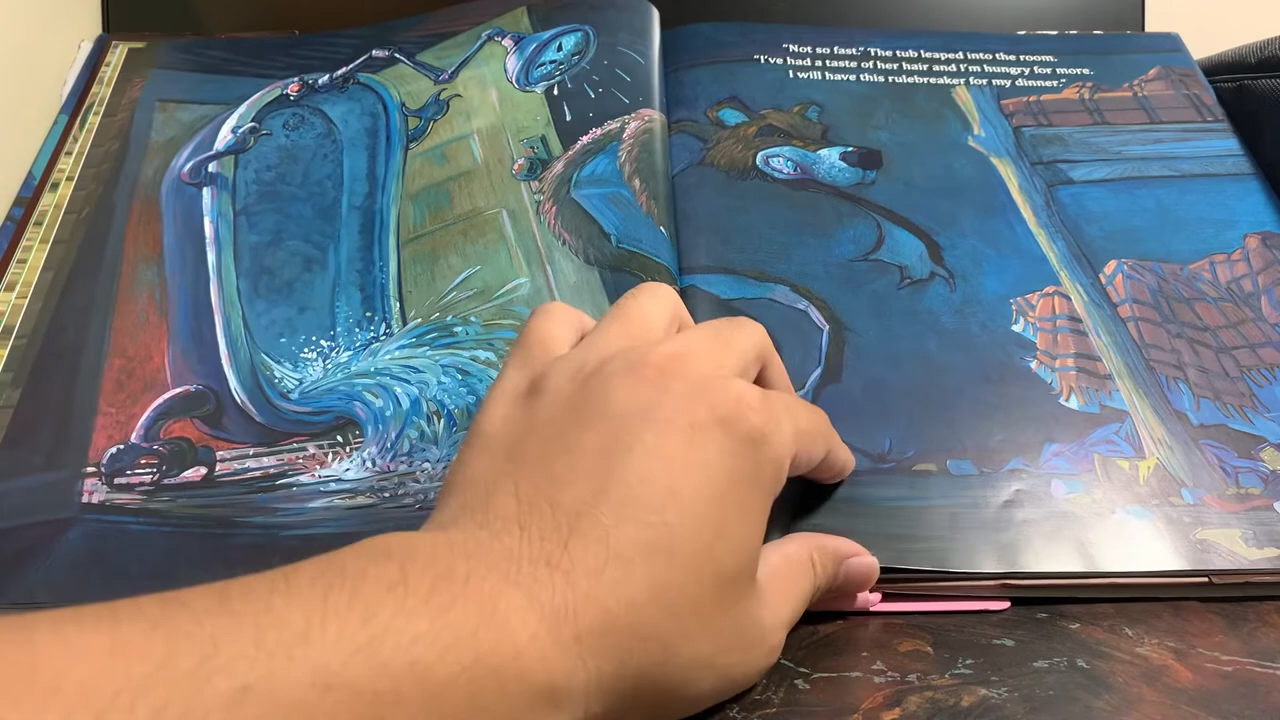 "Not so fast." The tub leaped into the room.
"I've had a taste of her hair and I'm hungry for more.
I will have this rulebreaker for my dinner."